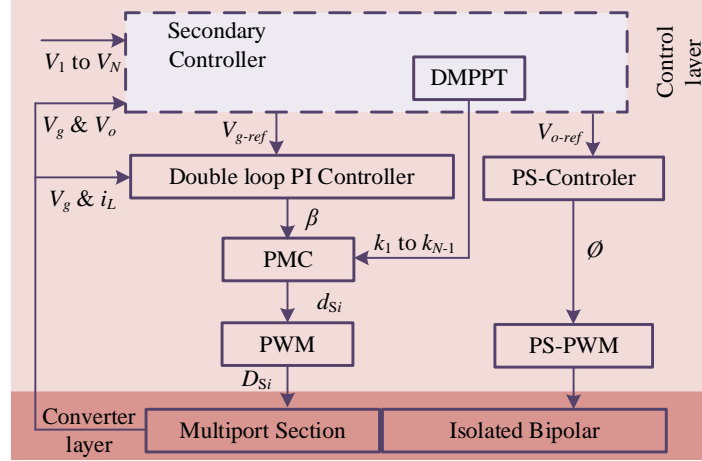 Secondary
Controller
V1 to VN
DMPPT
Control
layer
Vg & Vo
Vg-ref
Vo-ref
Double loop PI Controller
PS-Controler
Vg & iL
β
k1 to kN-1
PMC
Ø
dSi
PWM
PS-PWM
DSi
Converter
layer
Multiport Section
Isolated Bipolar